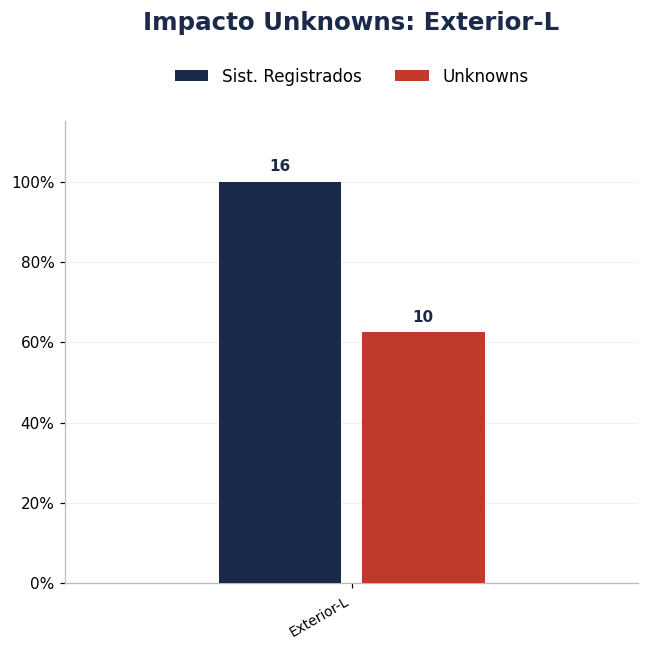 Impacto Unknowns: Exterior-L
Sist. Registrados Unknowns
16
100%
80%
10
60%
40%
20%
0%
Exterior-L